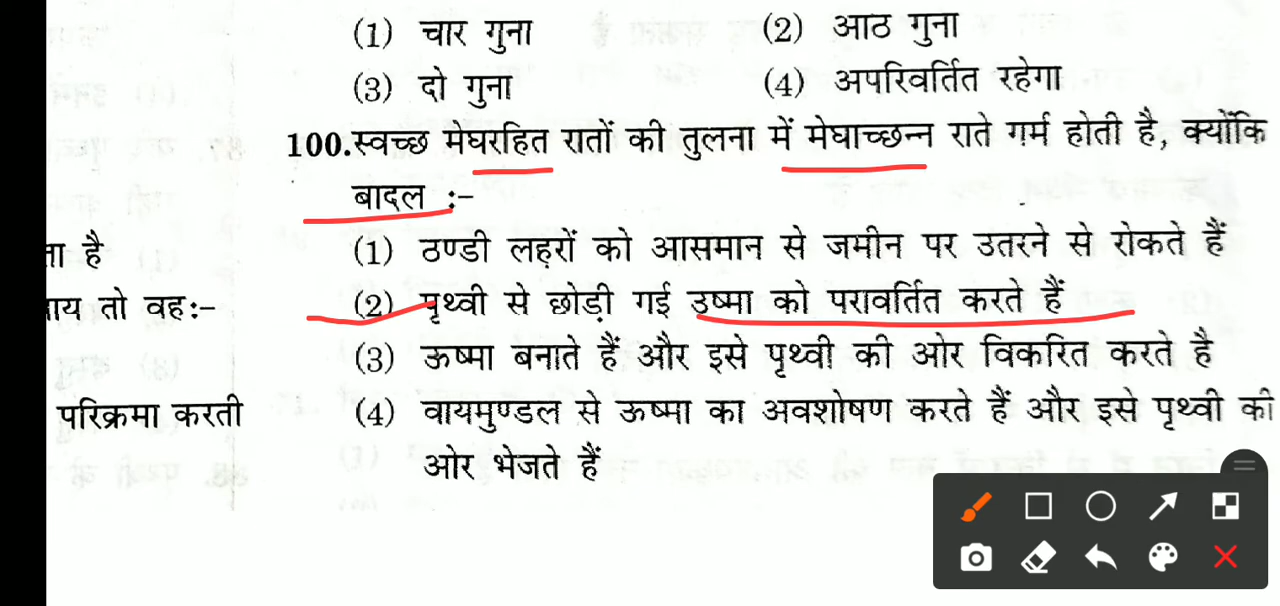 (1) चार गुना (2) आठ गुना
(3) दो गुना (4) अपरिवर्तित रहेगा
100. स्वच्छ मेघरहित रातों की तुलना में मेघाच्छन्न राते गर्म होती है, क्योंकि
बादल :-
(1) ठण्डी लहरों को आसमान से जमीन पर उतरने से रोकते हैं
(2) पृथ्वी से छोड़ी गई उष्मा को परावर्तित करते हैं
(3) ऊष्मा बनाते हैं और इसे पृथ्वी की ओर विकरित करते है
(4) वायमुण्डल से ऊष्मा का अवशोषण करते हैं और इसे पृथ्वी की
ओर भेजते हैं
ता है
ाय तो वह:-
परिक्रमा करती